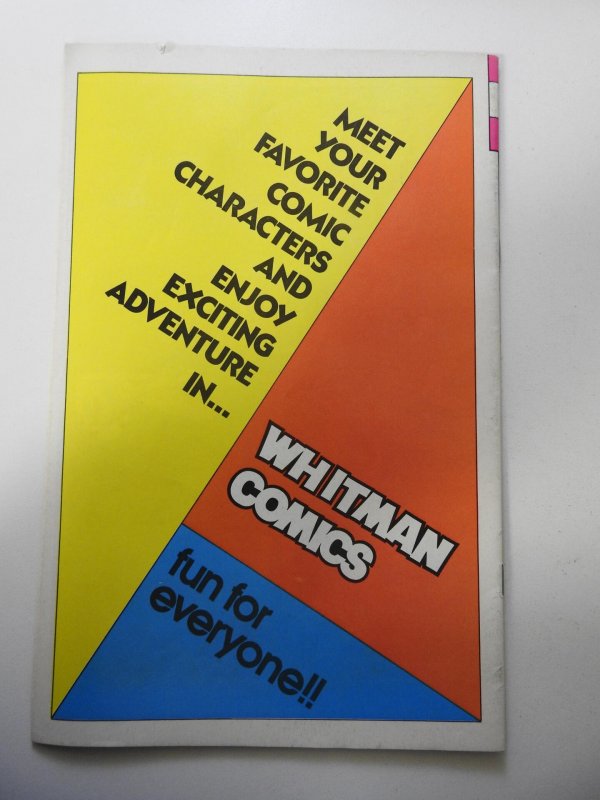 MEET
YOUR
FAVORITE
COMIC
CHARACTERS
AND
ENJOY
EXCITING
ADVENTURE
IN...
WHITMAN
COMICS
fun for
everyone!!